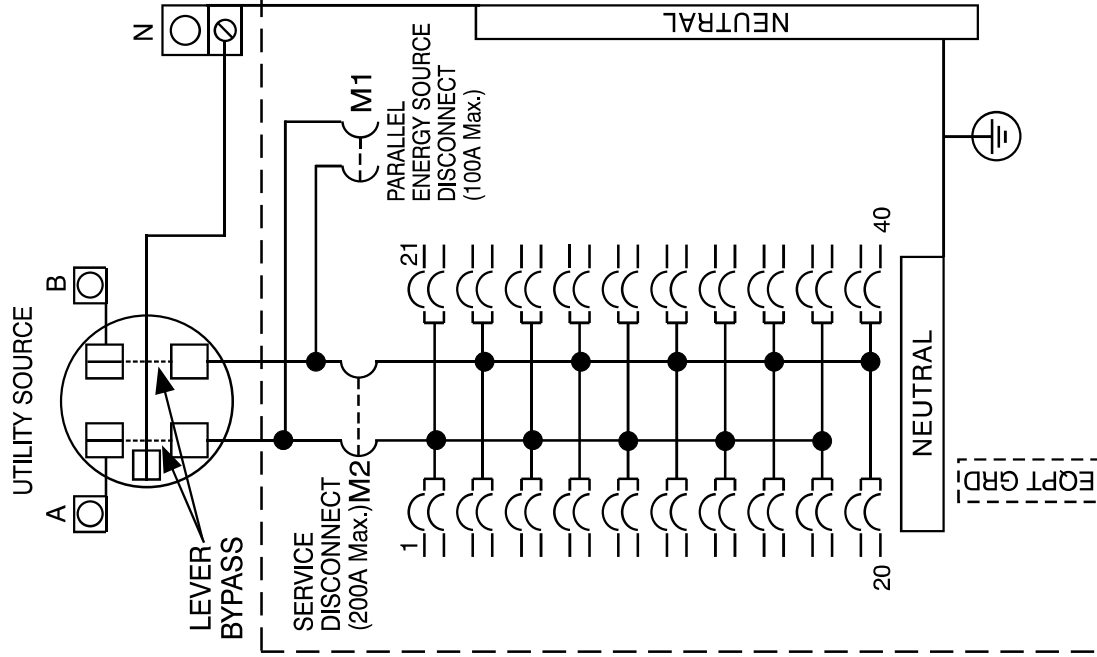 N
NEUTRAL
UTILITY SOURCE
B
A
M1
PARALLEL
ENERGY SOURCE
DISCONNECT
(100A Max.)
LEVER
BYPASS
SERVICE
DISCONNECT
(200A Max.)M2
21
40
1
20
NEUTRAL
EQPT GRD